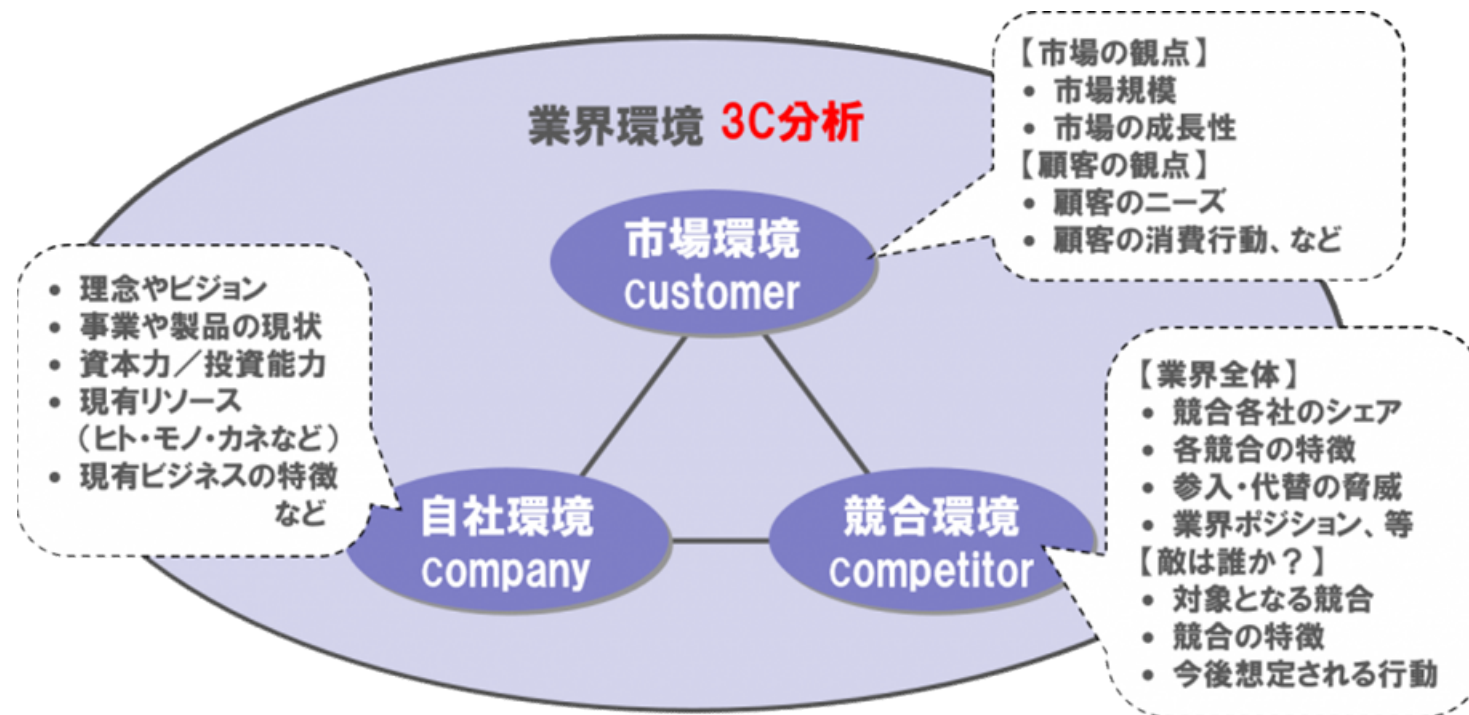 業界環境 3C分析
【市場の観点】
• 市場規模
• 市場の成長性
【顧客の観点】
• 顧客のニーズ
• 顧客の消費行動、など
市場環境
customer
• 理念やビジョン
• 事業や製品の現状
• 資本力／投資能力
• 現有リソース
（ヒト・モノ・カネなど）
• 現有ビジネスの特徴
など
自社環境
company
競合環境
competitor
【業界全体】
• 競合各社のシェア
• 各競合の特徴
• 参入・代替の脅威
• 業界ポジション、等
【敵は誰か？】
• 対象となる競合
• 競合の特徴
• 今後想定される行動